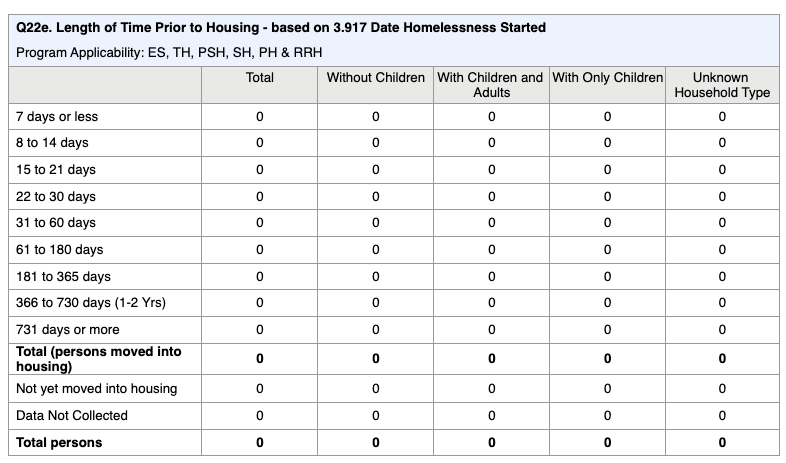 Q22e. Length of Time Prior to Housing - based on 3.917 Date Homelessness Started
Program Applicability: ES, TH, PSH, SH, PH & RRH
Total Without Children With Children and Adults With Only Children Unknown Household Type
7 days or less 0 0 0 0 0
8 to 14 days 0 0 0 0 0
15 to 21 days 0 0 0 0 0
22 to 30 days 0 0 0 0 0
31 to 60 days 0 0 0 0 0
61 to 180 days 0 0 0 0 0
181 to 365 days 0 0 0 0 0
366 to 730 days (1-2 Yrs) 0 0 0 0 0
731 days or more 0 0 0 0 0
Total (persons moved into housing) 0 0 0 0 0
Not yet moved into housing 0 0 0 0 0
Data Not Collected 0 0 0 0 0
Total persons 0 0 0 0 0